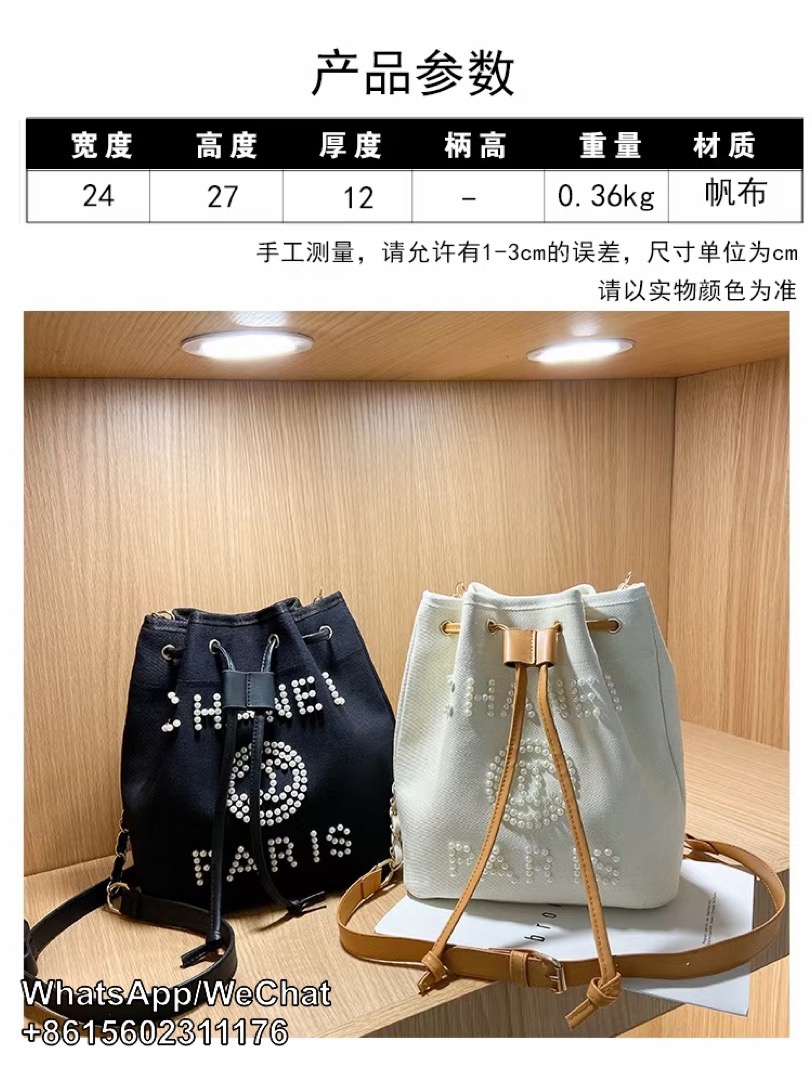 产品参数
宽度 高度 厚度 柄高 重量 材质
24 27 12 - 0.36kg 帆布
手工测量，请允许有1-3cm的误差，尺寸单位为cm
请以实物颜色为准
CHANEL
PARIS
CHANEL
PARIS
WhatsApp/WeChat
+8615602311176